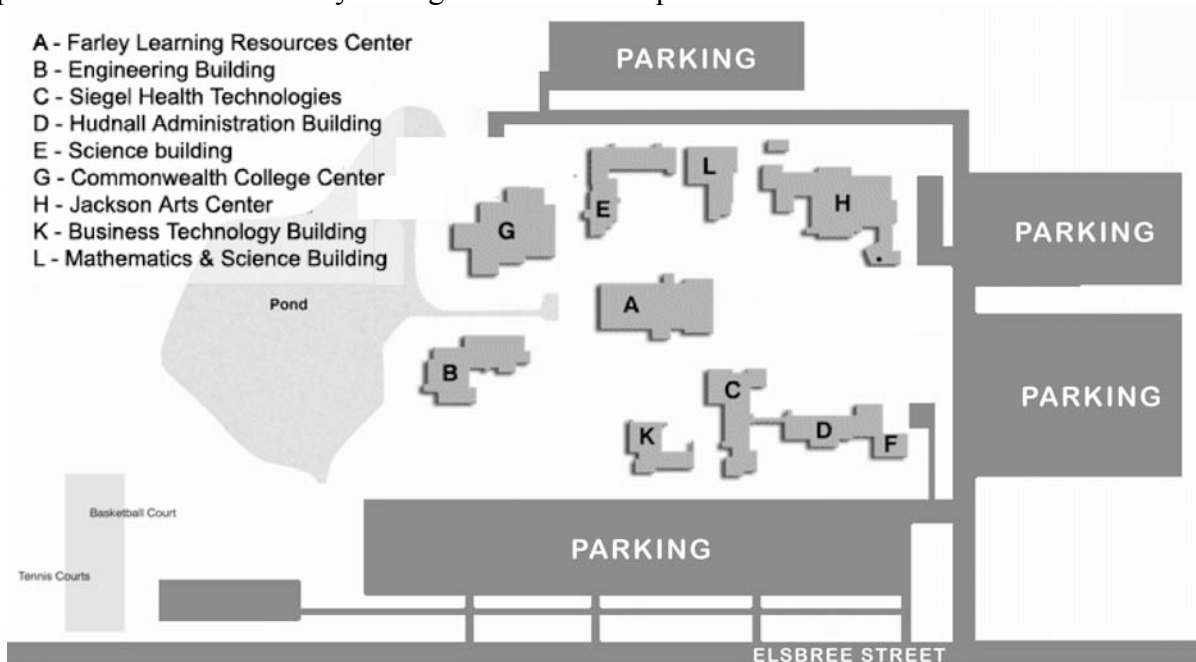 A - Farley Learning Resources Center
B - Engineering Building
C - Siegel Health Technologies
D - Hudnall Administration Building
E - Science building
G - Commonwealth College Center
H - Jackson Arts Center
K - Business Technology Building
L - Mathematics & Science Building
PARKING
L
E
H
G
PARKING
Pond
A
B
C
PARKING
K
D
F
Basketball Court
PARKING
Tennis Courts
ELSBREE STREET